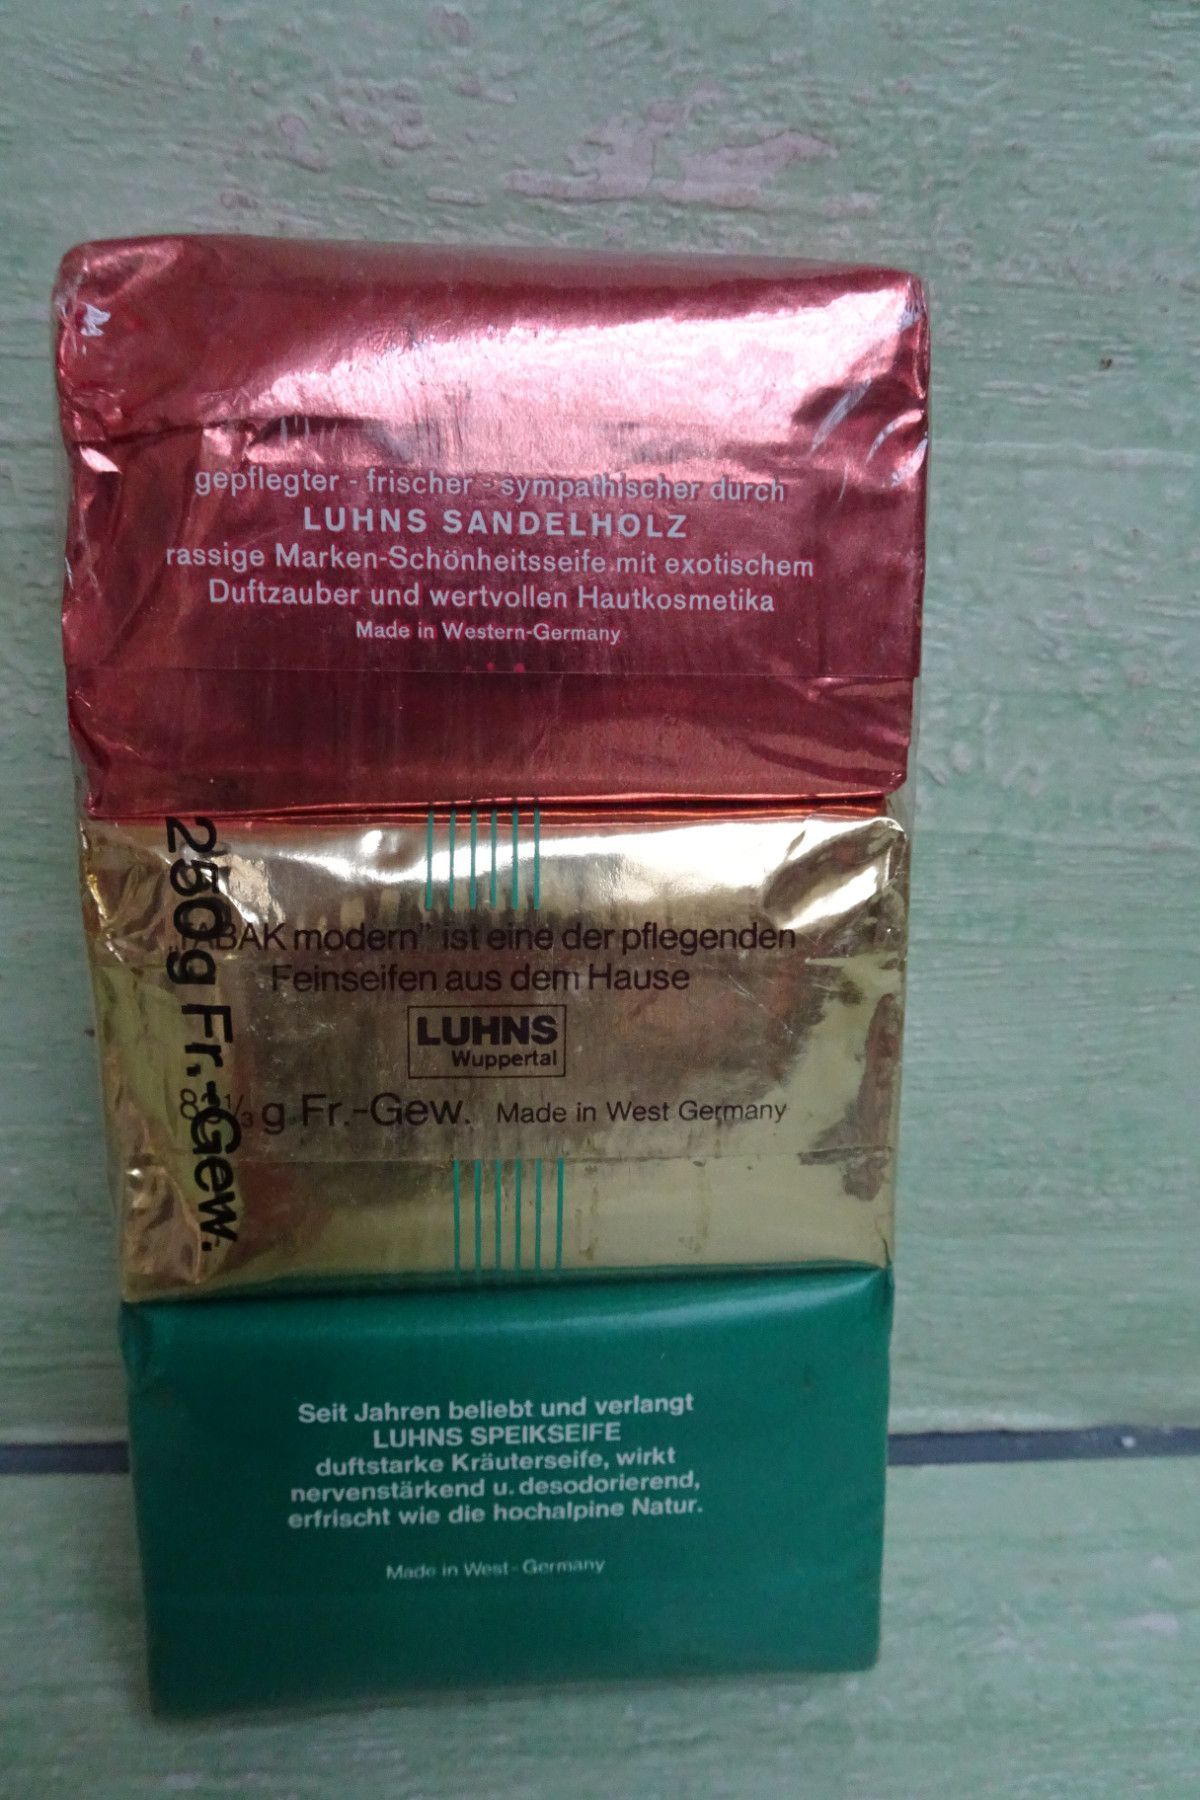 gepflegter - frischer - sympathischer durch
LUHNS SANDELHOLZ
rassige Marken-Schönheitsseife mit exotischem
Duftzauber und wertvollen Hautkosmetika
Made in Western-Germany
250g Fr.-Gew.
„TABAK modern" ist eine der pflegenden
Feinseifen aus dem Hause
LUHNS
Wuppertal
g Fr.-Gew. Made in West Germany
Seit Jahren beliebt und verlangt
LUHNS SPEIKSEIFE
duftstarke Kräuterseife, wirkt
nervenstärkend u. desodorierend,
erfrischt wie die hochalpine Natur.
Made in West-Germany